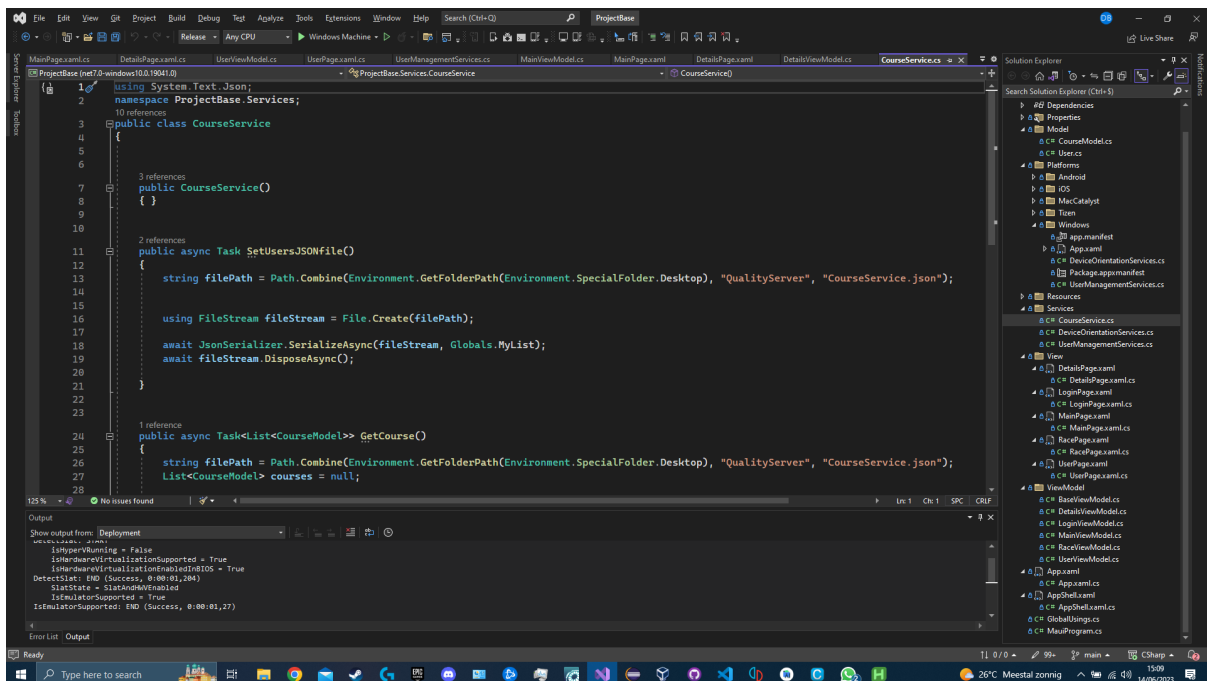 File Edit View Git Project Build Debug Test Analyze Tools Extensions Window Help Search (Ctrl+Q) ProjectBase DB
Release Any CPU Windows Machine Live Share
Server Explorer
Toolbox
Notifications
MainPage.xaml.cs DetailsPage.xaml.cs UserViewModel.cs UserPage.xaml.cs UserManagementServices.cs MainViewModel.cs MainPage.xaml DetailsPage.xaml DetailsViewModel.cs CourseService.cs
ProjectBase (net7.0-windows10.0.19041.0) ProjectBase.Services.CourseService CourseService()
1 using System.Text.Json;
2 namespace ProjectBase.Services;
10 references
3 public class CourseService
4 {
5
6
3 references
7 public CourseService()
8 { }
9
10
2 references
11 public async Task SetUsersJSONfile()
12 {
13 string filePath = Path.Combine(Environment.GetFolderPath(Environment.SpecialFolder.Desktop), "QualityServer", "CourseService.json");
14
15
16 using FileStream fileStream = File.Create(filePath);
17
18 await JsonSerializer.SerializeAsync(fileStream, Globals.MyList);
19 await fileStream.DisposeAsync();
20
21 }
22
23
1 reference
24 public async Task<List<CourseModel>> GetCourse()
25 {
26 string filePath = Path.Combine(Environment.GetFolderPath(Environment.SpecialFolder.Desktop), "QualityServer", "CourseService.json");
27 List<CourseModel> courses = null;
28
125 % No issues found Ln: 1 Ch: 1 SPC CRLF
Output
Show output from: Deployment
DetectSlat: START
isHyperVRunning = False
isHardwareVirtualizationSupported = True
isHardwareVirtualizationEnabledInBIOS = True
DetectSlat: END (Success, 0:00:01,204)
SlatState = SlatAndHWVEnabled
IsEmulatorSupported = True
IsEmulatorSupported: END (Success, 0:00:01,27)
Error List Output
Solution Explorer
Search Solution Explorer (Ctrl+$)
Dependencies
Properties
Model
C# CourseModel.cs
C# User.cs
Platforms
Android
iOS
MacCatalyst
Tizen
Windows
app.manifest
App.xaml
C# DeviceOrientationServices.cs
Package.appxmanifest
C# UserManagementServices.cs
Resources
Services
C# CourseService.cs
C# DeviceOrientationServices.cs
C# UserManagementServices.cs
View
DetailsPage.xaml
C# DetailsPage.xaml.cs
LoginPage.xaml
C# LoginPage.xaml.cs
MainPage.xaml
C# MainPage.xaml.cs
RacePage.xaml
C# RacePage.xaml.cs
UserPage.xaml
C# UserPage.xaml.cs
ViewModel
C# BaseViewModel.cs
C# DetailsViewModel.cs
C# LoginViewModel.cs
C# MainViewModel.cs
C# RaceViewModel.cs
C# UserViewModel.cs
App.xaml
C# App.xaml.cs
AppShell.xaml
C# AppShell.xaml.cs
C# GlobalUsings.cs
C# MauiProgram.cs
Ready 0 / 0 99+ main CSharp
Type here to search 26°C Meestal zonnig 15:09
14/06/2023